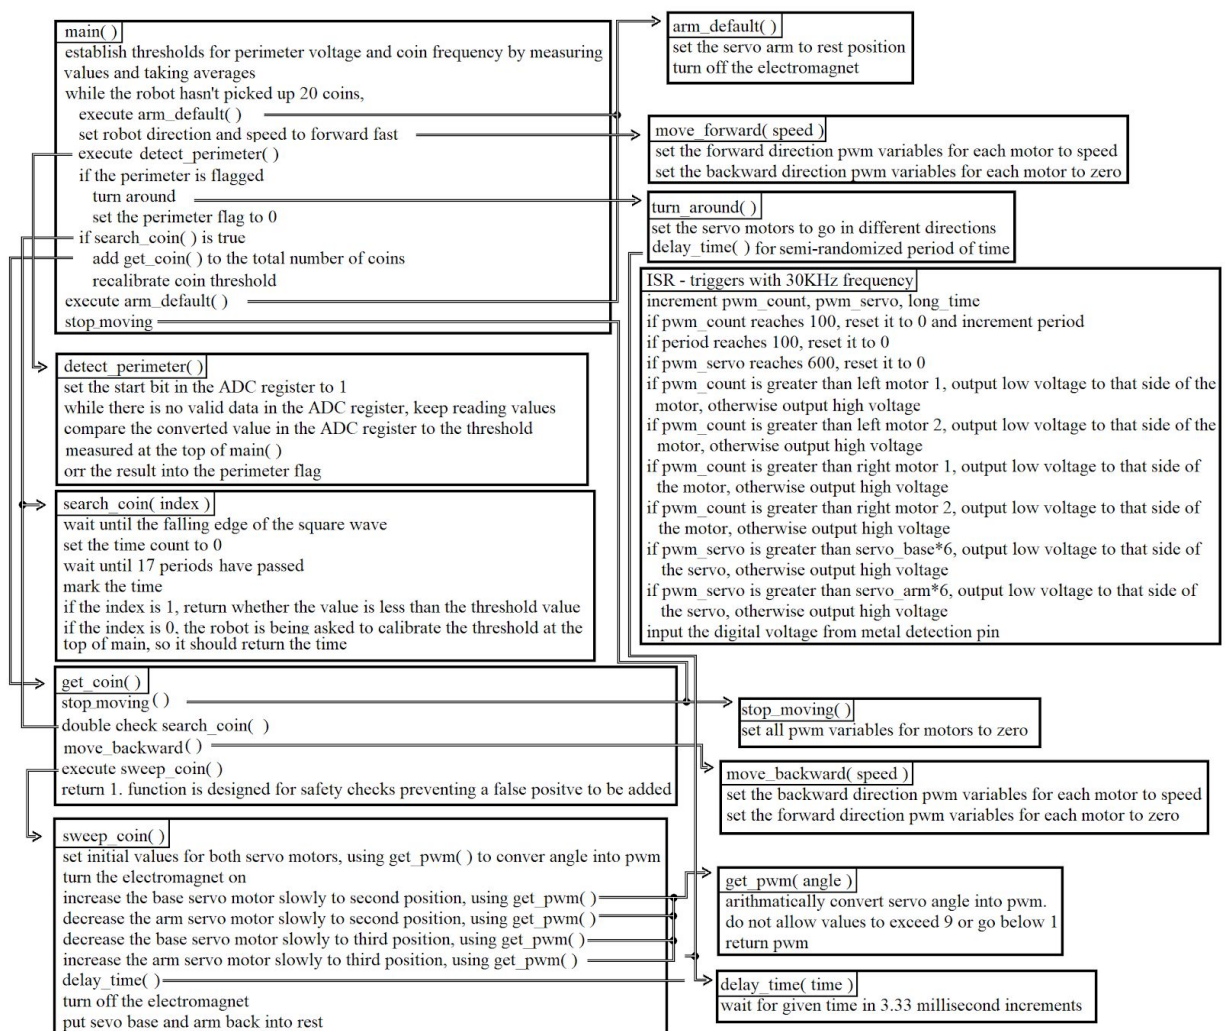 main( )
establish thresholds for perimeter voltage and coin frequency by measuring
values and taking averages
while the robot hasn't picked up 20 coins,
execute arm_default( )
set robot direction and speed to forward fast
execute detect_perimeter( )
if the perimeter is flagged
turn around
set the perimeter flag to 0
if search_coin( ) is true
add get_coin( ) to the total number of coins
recalibrate coin threshold
execute arm_default( )
stop_moving
detect_perimeter( )
set the start bit in the ADC register to 1
while there is no valid data in the ADC register, keep reading values
compare the converted value in the ADC register to the threshold
measured at the top of main( )
orr the result into the perimeter flag
search_coin( index )
wait until the falling edge of the square wave
set the time count to 0
wait until 17 periods have passed
mark the time
if the index is 1, return whether the value is less than the threshold value
if the index is 0, the robot is being asked to calibrate the threshold at the
top of main, so it should return the time
get_coin( )
stop_moving( )
double check search_coin( )
move_backward( )
execute sweep_coin( )
return 1. function is designed for safety checks preventing a false positve to be added
sweep_coin( )
set initial values for both servo motors, using get_pwm( ) to conver angle into pwm
turn the electromagnet on
increase the base servo motor slowly to second position, using get_pwm( )
decrease the arm servo motor slowly to second position, using get_pwm( )
decrease the base servo motor slowly to third position, using get_pwm( )
increase the arm servo motor slowly to third position, using get_pwm( )
delay_time( )
turn off the electromagnet
put sevo base and arm back into rest
arm_default( )
set the servo arm to rest position
turn off the electromagnet
move_forward( speed )
set the forward direction pwm variables for each motor to speed
set the backward direction pwm variables for each motor to zero
turn_around( )
set the servo motors to go in different directions
delay_time( ) for semi-randomized period of time
ISR - triggers with 30KHz frequency
increment pwm_count, pwm_servo, long_time
if pwm_count reaches 100, reset it to 0 and increment period
if period reaches 100, reset it to 0
if pwm_servo reaches 600, reset it to 0
if pwm_count is greater than left motor 1, output low voltage to that side of the
motor, otherwise output high voltage
if pwm_count is greater than left motor 2, output low voltage to that side of the
motor, otherwise output high voltage
if pwm_count is greater than right motor 1, output low voltage to that side of
the motor, otherwise output high voltage
if pwm_count is greater than right motor 2, output low voltage to that side of
the motor, otherwise output high voltage
if pwm_servo is greater than servo_base*6, output low voltage to that side of
the servo, otherwise output high voltage
if pwm_servo is greater than servo_arm*6, output low voltage to that side of
the servo, otherwise output high voltage
input the digital voltage from metal detection pin
stop_moving( )
set all pwm variables for motors to zero
move_backward( speed )
set the backward direction pwm variables for each motor to speed
set the forward direction pwm variables for each motor to zero
get_pwm( angle )
arithmatically convert servo angle into pwm.
do not allow values to exceed 9 or go below 1
return pwm
delay_time( time )
wait for given time in 3.33 millisecond increments